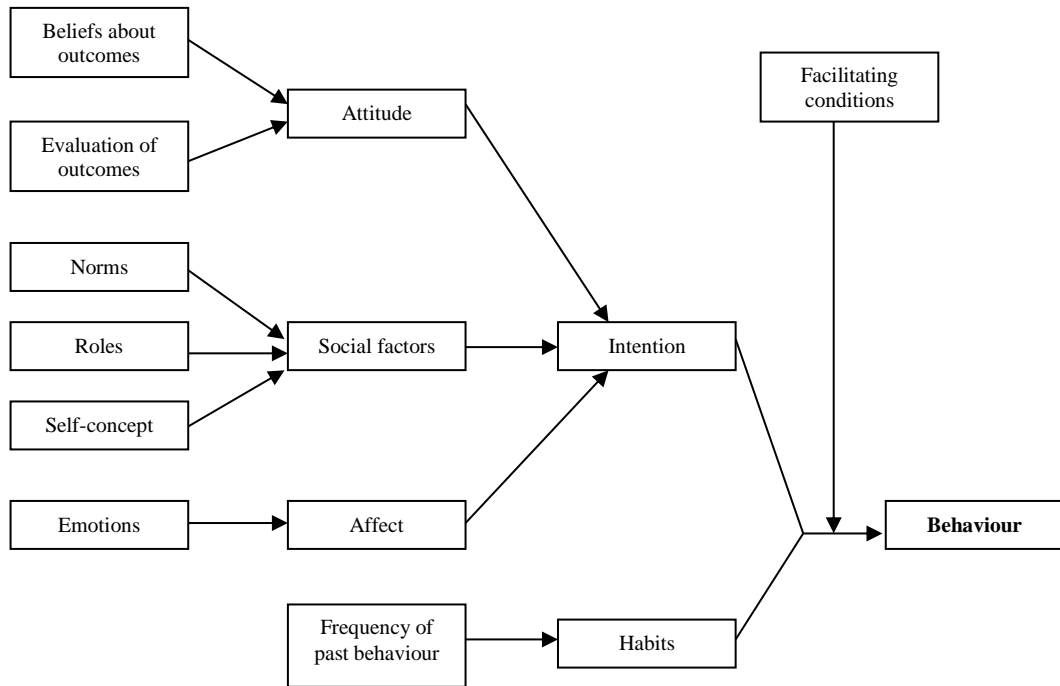 Beliefs about
outcomes
Facilitating
conditions
Attitude
Evaluation of
outcomes
Norms
Roles
Social factors
Intention
Self-concept
Emotions
Affect
Behaviour
Frequency of
past behaviour
Habits